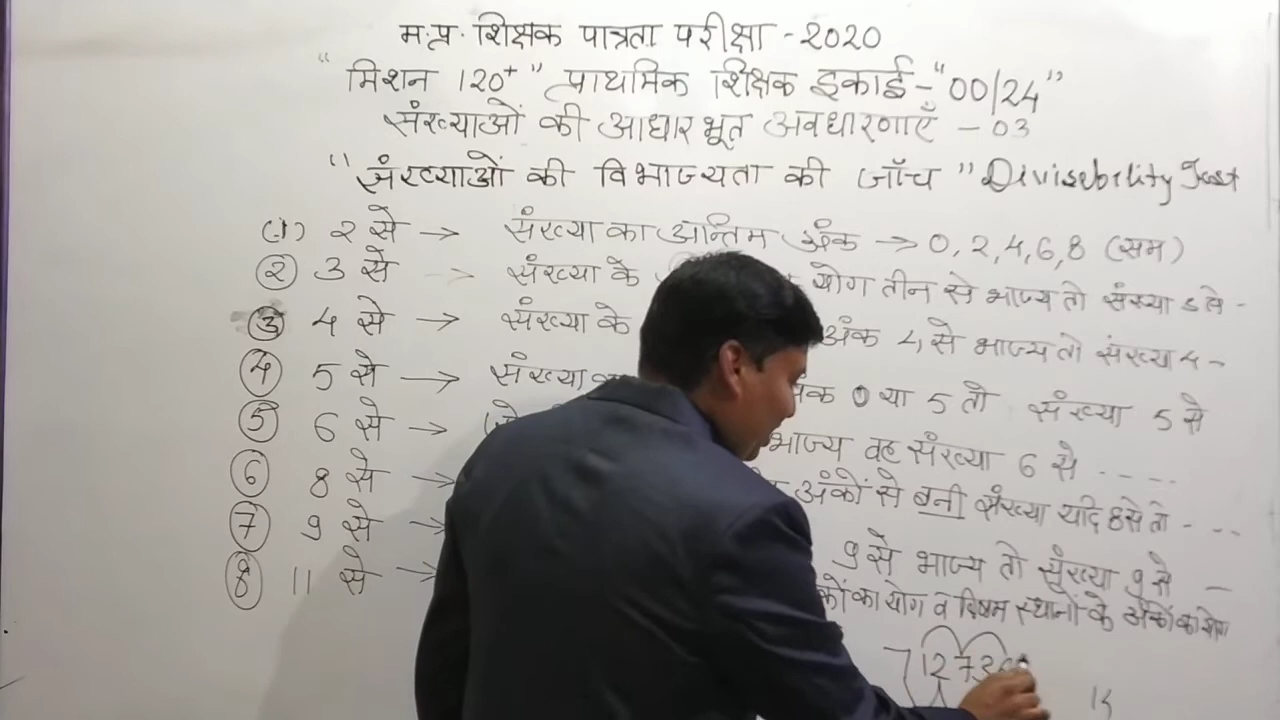 म.प्र. शिक्षक पात्रता परीक्षा - 2020
"मिशन 120+" प्राथमिक शिक्षक इकाई - "00/24"
संख्याओं की आधारभूत अवधारणाएँ - 03
"संख्याओं की विभाज्यता की जाँच" Divisebility Test
(1) 2 से → संख्या का अन्तिम अंक → 0, 2, 4, 6, 8 (सम)
(2) 3 से → संख्या के योग तीन से भाज्य तो संख्या 3 से -
(3) 4 से → संख्या के अंक 4 से भाज्य तो संख्या 4 -
(4) 5 से → संख्या 0 या 5 तो संख्या 5 से
(5) 6 से → भाज्य वह संख्या 6 से ----
(6) 8 से → अंकों से बनी संख्या यदि 8 से तो ---
(7) 9 से → 9 से भाज्य तो संख्या 9 से -
(8) 11 से → का योग व विषम स्थानों के अंकों का योग